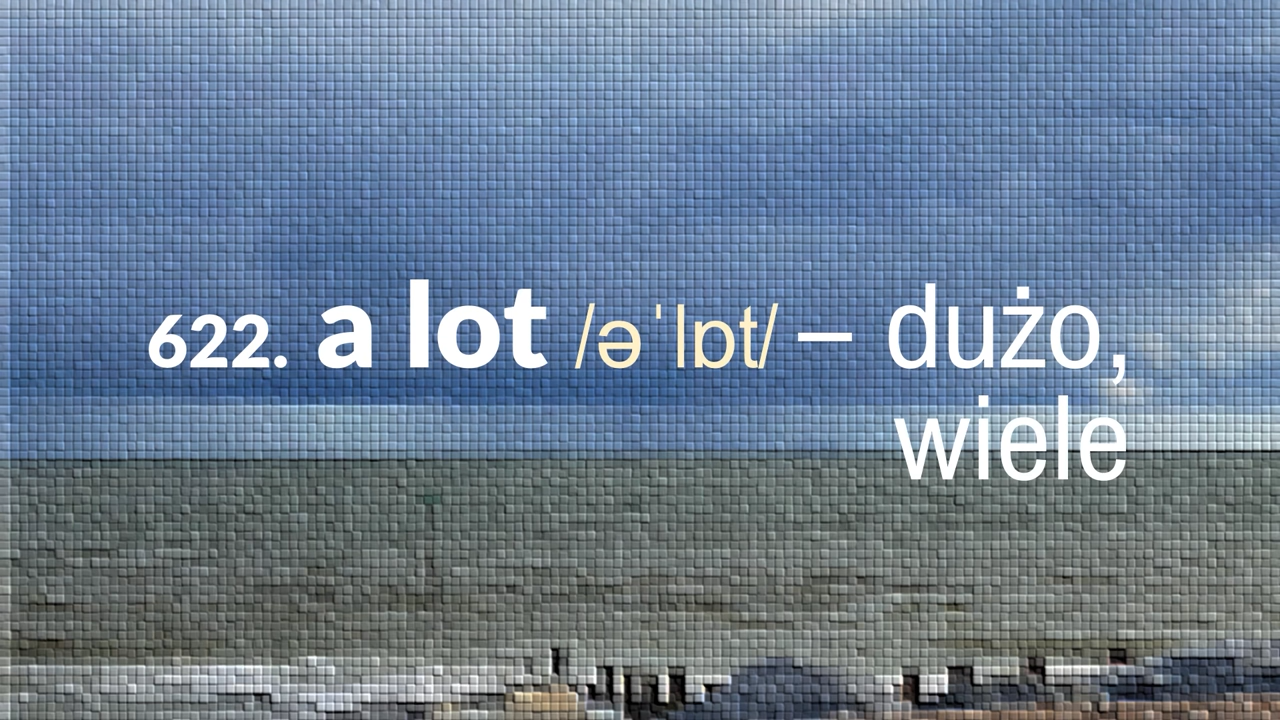 622. a lot /əˈlɒt/ – dużo,
wiele